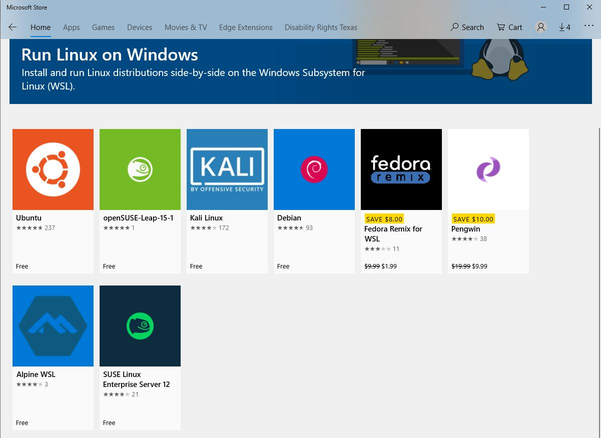 Microsoft Store
Home Apps Games Devices Movies & TV Edge Extensions Disability Rights Texas Search Cart 4
Run Linux on Windows
Install and run Linux distributions side-by-side on the Windows Subsystem for
Linux (WSL).
KALI
BY OFFENSIVE SECURITY
fedora
remix
SAVE $8.00
SAVE $10.00
Ubuntu
237
Free
openSUSE-Leap-15-1
1
Free
Kali Linux
172
Free
Debian
93
Free
Fedora Remix for
WSL
11
$9.99 $1.99
Pengwin
38
$19.99 $9.99
Alpine WSL
3
Free
SUSE Linux
Enterprise Server 12
21
Free